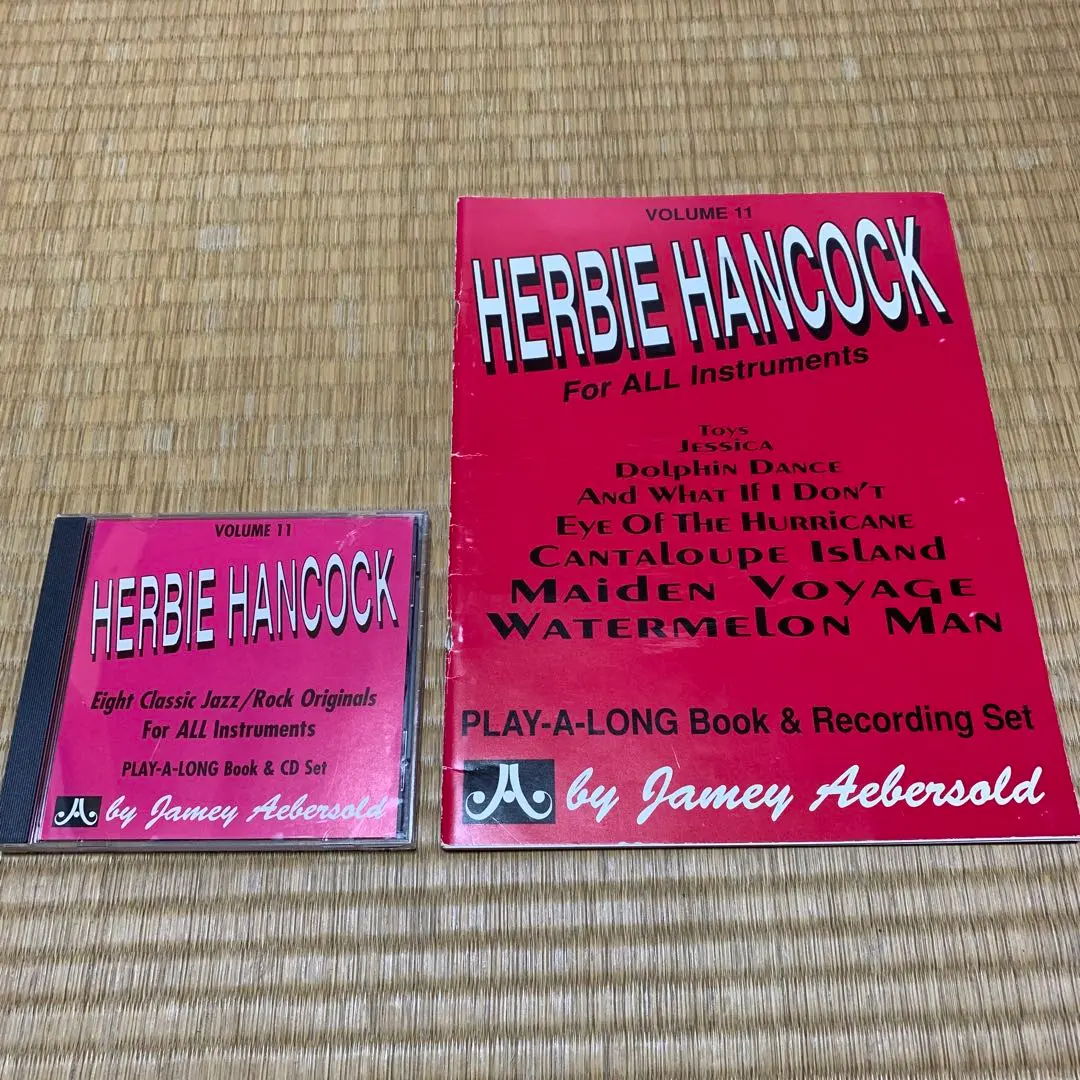 VOLUME 11
HERBIE HANCOCK
Eight Classic Jazz/Rock Originals
For ALL Instruments
PLAY-A-LONG Book & CD Set
by Jamey Aebersold
VOLUME 11
HERBIE HANCOCK
For ALL Instruments
Toys
Jessica
Dolphin Dance
And What If I Don't
Eye Of The Hurricane
Cantaloupe Island
Maiden Voyage
Watermelon Man
PLAY-A-LONG Book & Recording Set
by Jamey Aebersold